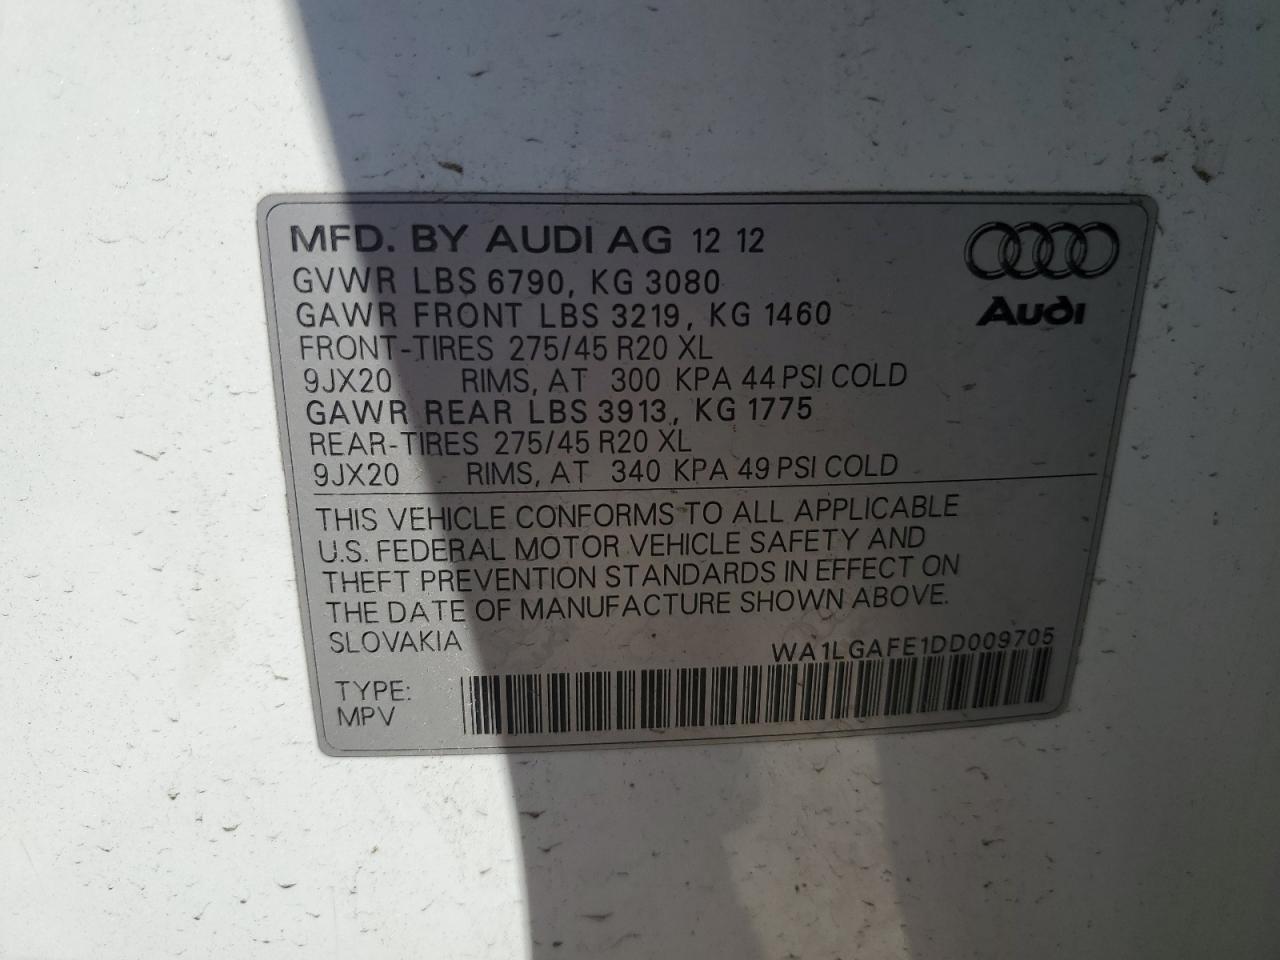 MFD. BY AUDI AG 12 12
GVWR LBS 6790, KG 3080
GAWR FRONT LBS 3219, KG 1460
FRONT-TIRES 275/45 R20 XL
9JX20 RIMS, AT 300 KPA 44 PSI COLD
GAWR REAR LBS 3913, KG 1775
REAR-TIRES 275/45 R20 XL
9JX20 RIMS, AT 340 KPA 49 PSI COLD
Audi
THIS VEHICLE CONFORMS TO ALL APPLICABLE
U.S. FEDERAL MOTOR VEHICLE SAFETY AND
THEFT PREVENTION STANDARDS IN EFFECT ON
THE DATE OF MANUFACTURE SHOWN ABOVE.
SLOVAKIA
WA1LGAFE1DD009705
TYPE:
MPV